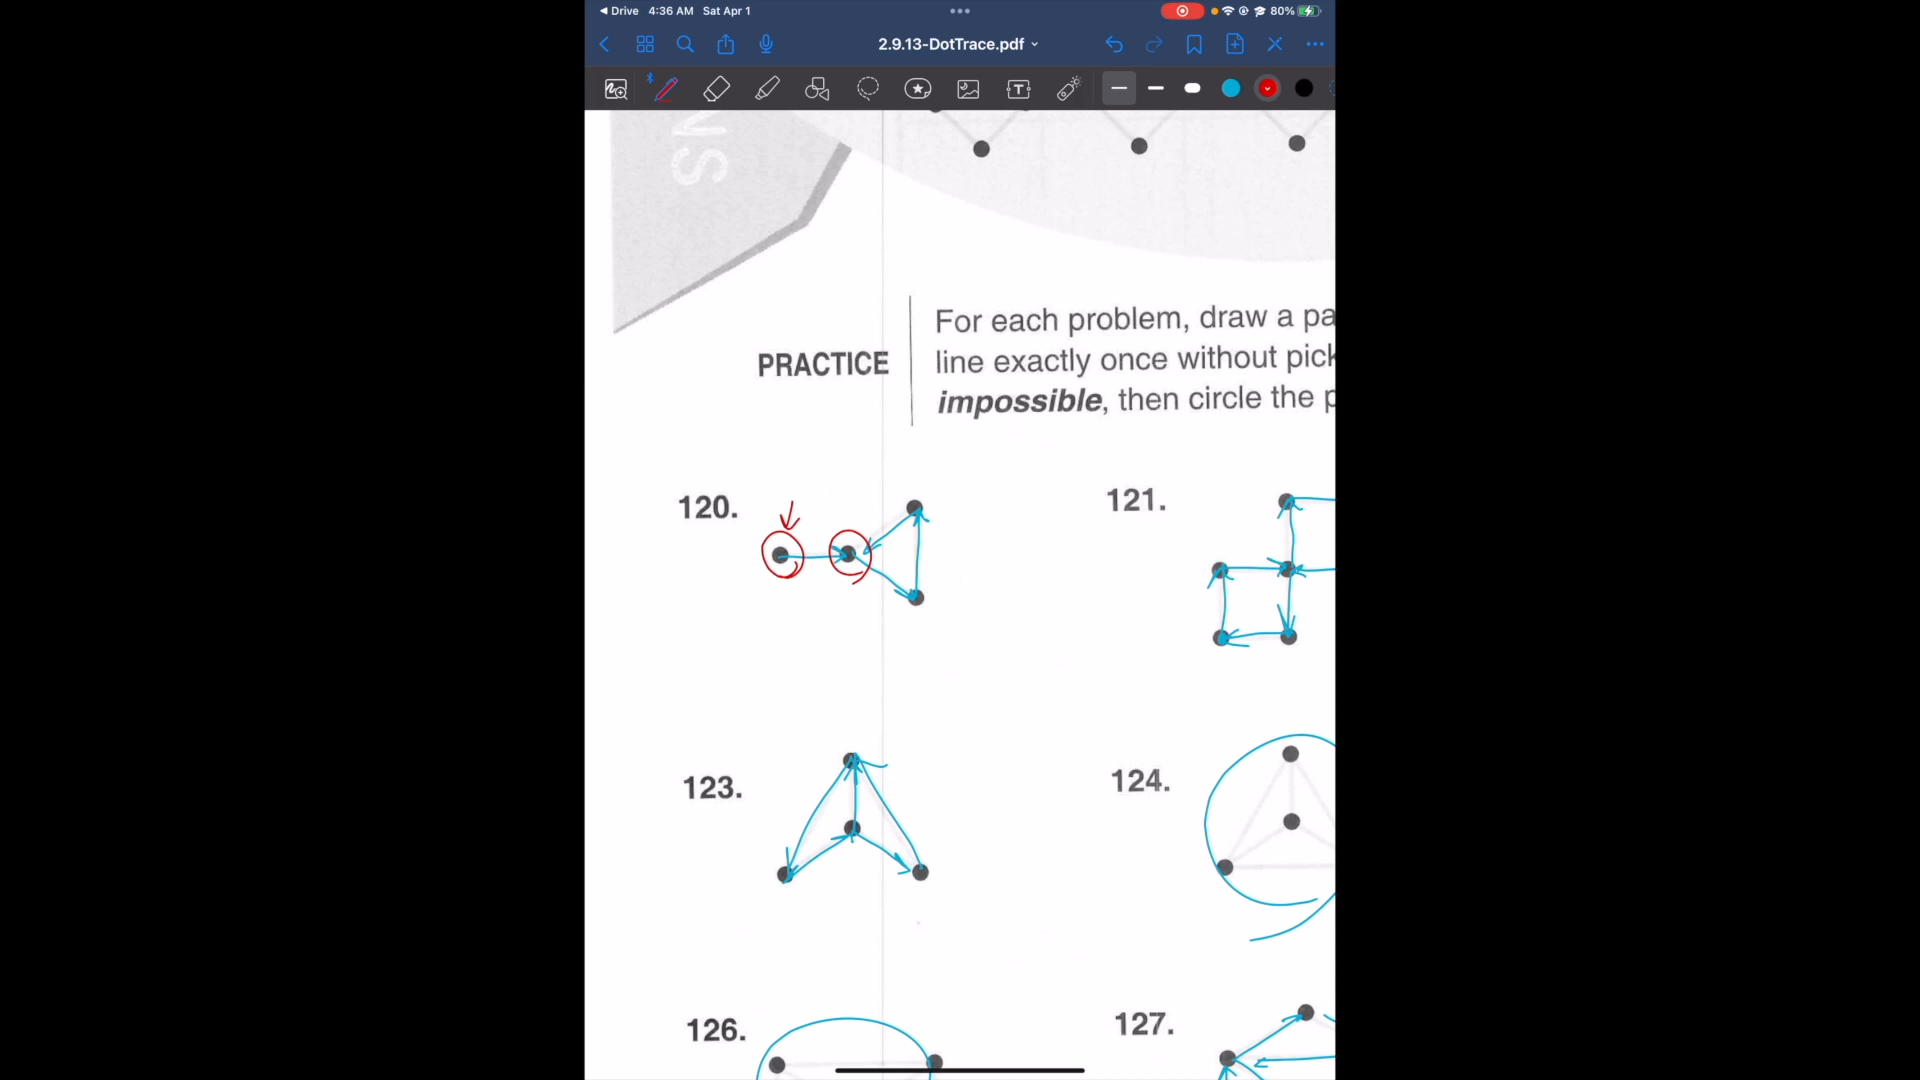 Drive 4:36 AM Sat Apr 1
80%
2.9.13-DotTrace.pdf
T
NS
PRACTICE
For each problem, draw a pa
line exactly once without pick
impossible, then circle the p
120.
121.
123.
124.
126.
127.